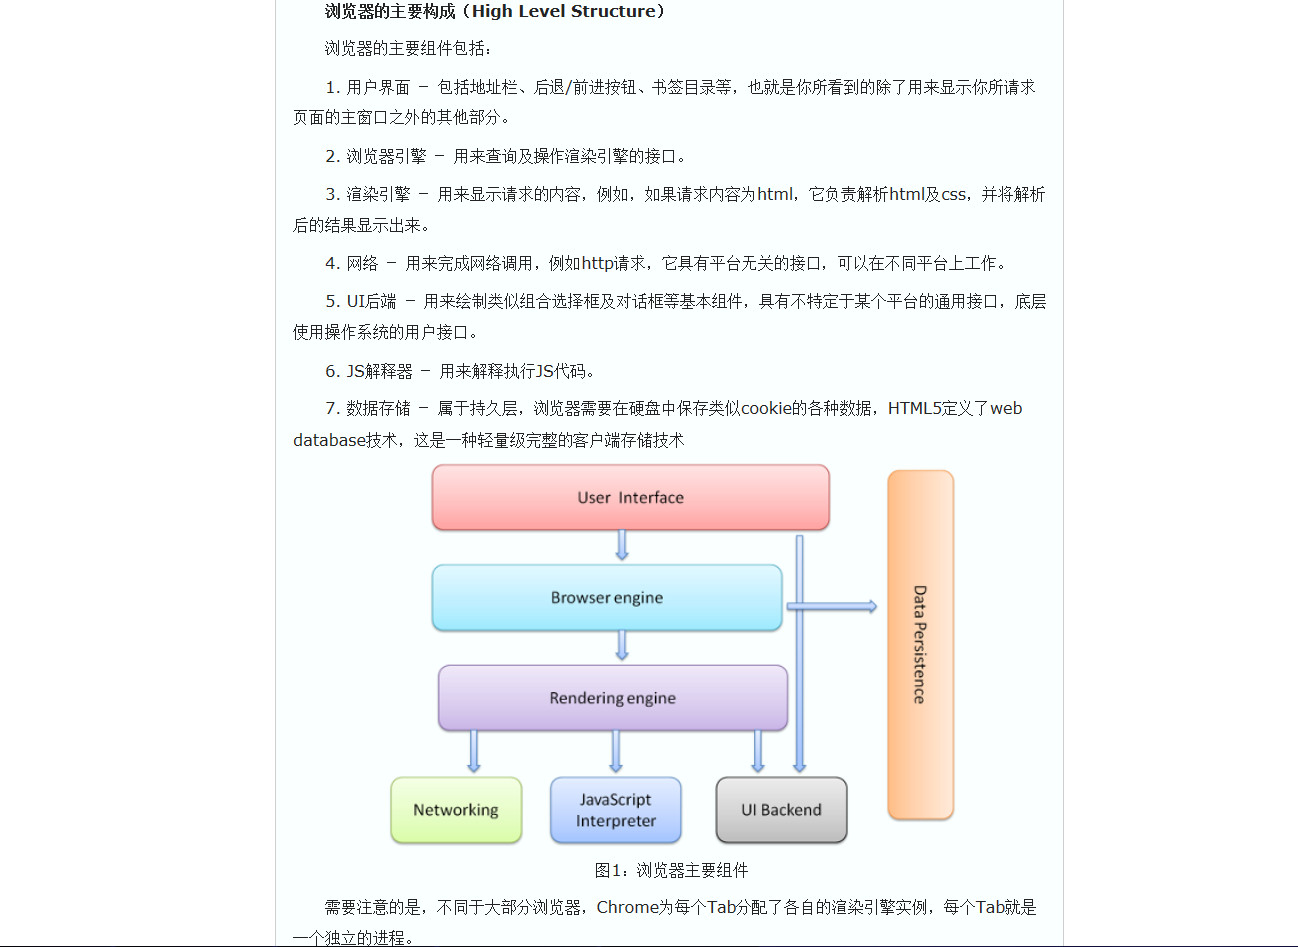 浏览器的主要构成（High Level Structure）
浏览器的主要组件包括：
1. 用户界面 － 包括地址栏、后退/前进按钮、书签目录等，也就是你所看到的除了用来显示你所请求
页面的主窗口之外的其他部分。
2. 浏览器引擎 － 用来查询及操作渲染引擎的接口。
3. 渲染引擎 － 用来显示请求的内容，例如，如果请求内容为html，它负责解析html及css，并将解析
后的结果显示出来。
4. 网络 － 用来完成网络调用，例如http请求，它具有平台无关的接口，可以在不同平台上工作。
5. UI后端 － 用来绘制类似组合选择框及对话框等基本组件，具有不特定于某个平台的通用接口，底层
使用操作系统的用户接口。
6. JS解释器 － 用来解释执行JS代码。
7. 数据存储 － 属于持久层，浏览器需要在硬盘中保存类似cookie的各种数据，HTML5定义了web
database技术，这是一种轻量级完整的客户端存储技术
User Interface
Browser engine
Data Persistence
Rendering engine
Networking
JavaScript
Interpreter
UI Backend
图1：浏览器主要组件
需要注意的是，不同于大部分浏览器，Chrome为每个Tab分配了各自的渲染引擎实例，每个Tab就是
一个独立的进程。